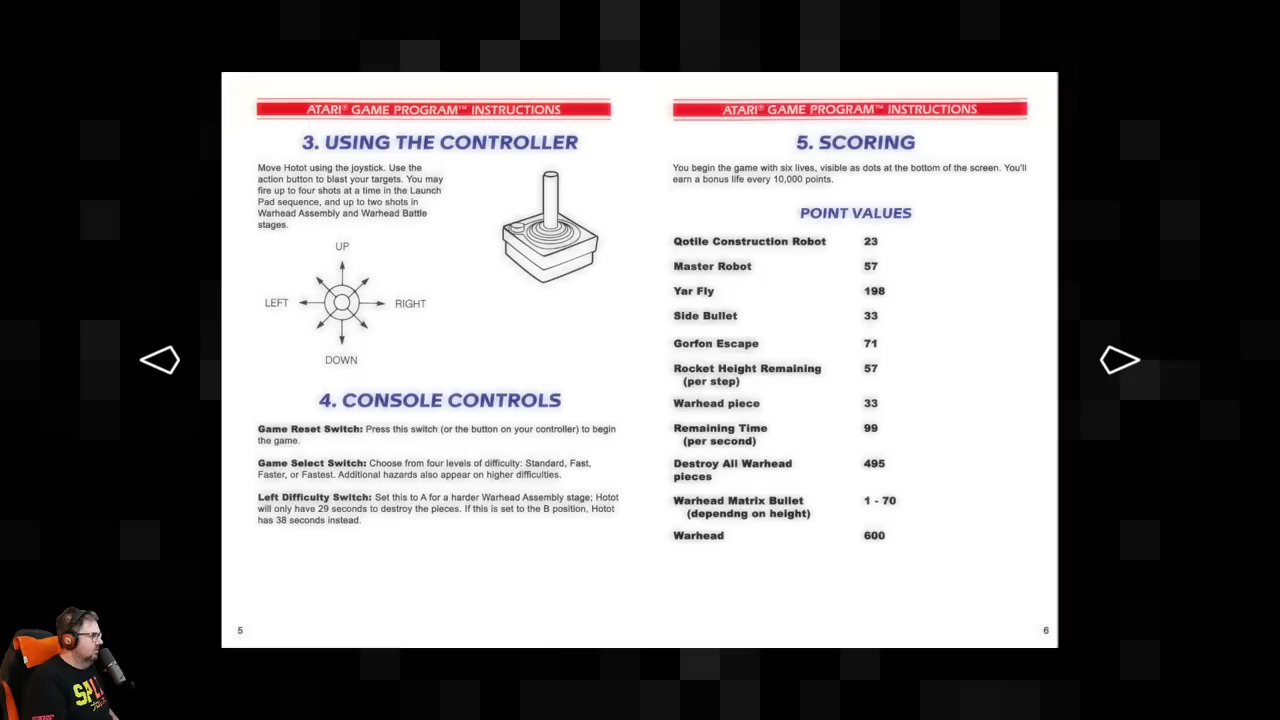 ATARI® GAME PROGRAM™ INSTRUCTIONS
3. USING THE CONTROLLER
Move Hotot using the joystick. Use the
action button to blast your targets. You may
fire up to four shots at a time in the Launch
Pad sequence, and up to two shots in
Warhead Assembly and Warhead Battle
stages.
UP
LEFT
RIGHT
DOWN
4. CONSOLE CONTROLS
Game Reset Switch: Press this switch (or the button on your controller) to begin
the game.
Game Select Switch: Choose from four levels of difficulty: Standard, Fast,
Faster, or Fastest. Additional hazards also appear on higher difficulties.
Left Difficulty Switch: Set this to A for a harder Warhead Assembly stage; Hotot
will only have 29 seconds to destroy the pieces. If this is set to the B position, Hotot
has 38 seconds instead.
5
ATARI® GAME PROGRAM™ INSTRUCTIONS
5. SCORING
You begin the game with six lives, visible as dots at the bottom of the screen. You'll
earn a bonus life every 10,000 points.
POINT VALUES
Qotile Construction Robot 23
Master Robot 57
Yar Fly 198
Side Bullet 33
Gorfon Escape 71
Rocket Height Remaining 57
(per step)
Warhead piece 33
Remaining Time 99
(per second)
Destroy All Warhead 495
pieces
Warhead Matrix Bullet 1 - 70
(dependng on height)
Warhead 600
6